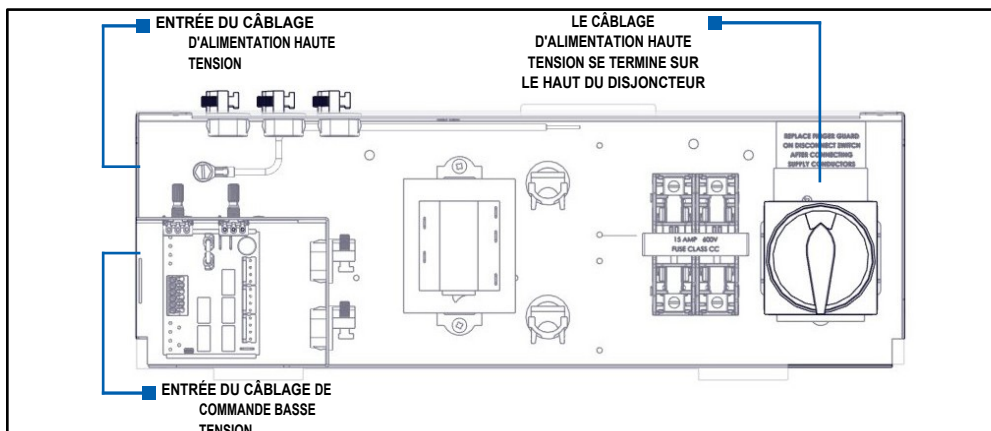 ENTRÉE DU CÂBLAGE
D'ALIMENTATION HAUTE
TENSION
LE CÂBLAGE
D'ALIMENTATION HAUTE
TENSION SE TERMINE SUR
LE HAUT DU DISJONCTEUR
REPLACE FINGER GUARD
ON DISCONNECT SWITCH
AFTER CONNECTING
SUPPLY CONDUCTORS
15 AMP 600V
FUSE CLASS CC
ENTRÉE DU CÂBLAGE DE
COMMANDE BASSE
TENSION